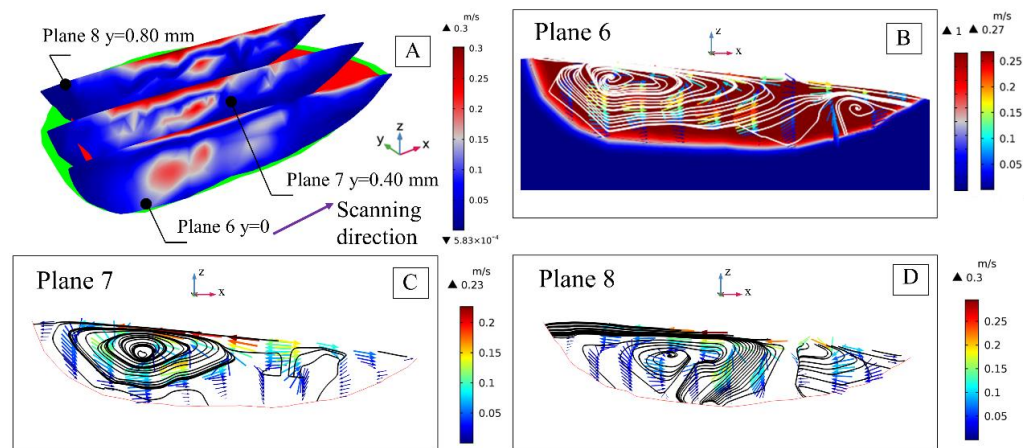 Plane 8 y=0.80 mm
A
m/s
▲ 0.3
0.3
0.25
0.2
0.15
0.1
0.05
▼ 5.83×10⁻⁴
z
y
x
Plane 7 y=0.40 mm
Plane 6 y=0
Scanning
direction
Plane 6
B
z
x
m/s
▲ 1
▲ 0.27
0.25
0.2
0.15
0.1
0.05
Plane 7
C
z
x
m/s
▲ 0.23
0.2
0.15
0.1
0.05
Plane 8
D
z
x
m/s
▲ 0.3
0.25
0.2
0.15
0.1
0.05